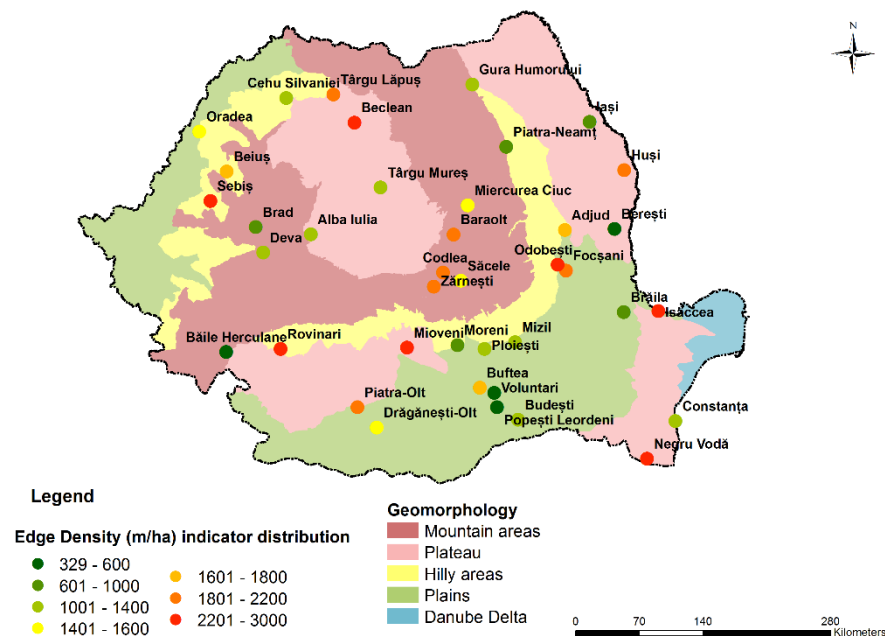 N
Gura Humorului
Cehu Silvaniei
Târgu Lăpuș
Beclean
Iași
Oradea
Piatra-Neamț
Beiuș
Huși
Târgu Mureș
Sebiș
Miercurea Ciuc
Brad
Alba Iulia
Baraolt
Adjud
Berești
Deva
Odobești
Focșani
Codlea
Săcele
Zărnești
Brăila
Isaccea
Băile Herculane
Rovinari
Mioveni
Moreni
Mizil
Ploiești
Buftea
Voluntari
Piatra-Olt
Budești
Drăgănești-Olt
Popești Leordeni
Constanța
Negru Vodă
Legend
Edge Density (m/ha) indicator distribution
329 - 600
601 - 1000
1001 - 1400
1401 - 1600
1601 - 1800
1801 - 2200
2201 - 3000
Geomorphology
Mountain areas
Plateau
Hilly areas
Plains
Danube Delta
0 70 140 280
Kilometers